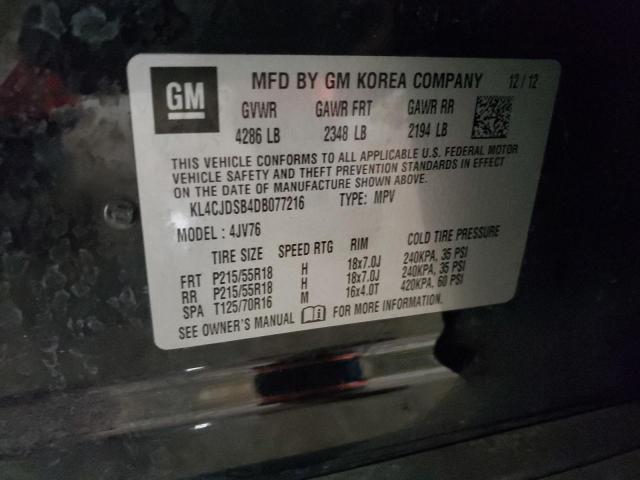 GM
MFD BY GM KOREA COMPANY 12/12
GVWR GAWR FRT GAWR RR
4286 LB 2348 LB 2194 LB
THIS VEHICLE CONFORMS TO ALL APPLICABLE U.S. FEDERAL MOTOR
VEHICLE SAFETY AND THEFT PREVENTION STANDARDS IN EFFECT
ON DATE OF MANUFACTURE SHOWN ABOVE.
KL4CJDSB4DB077216 TYPE: MPV
MODEL : 4JV76
TIRE SIZE SPEED RTG RIM COLD TIRE PRESSURE
FRT P215/55R18 H 18x7.0J 240KPA, 35 PSI
RR P215/55R18 H 18x7.0J 240KPA, 35 PSI
SPA T125/70R16 M 16x4.0T 420KPA, 60 PSI
SEE OWNER'S MANUAL i FOR MORE INFORMATION.